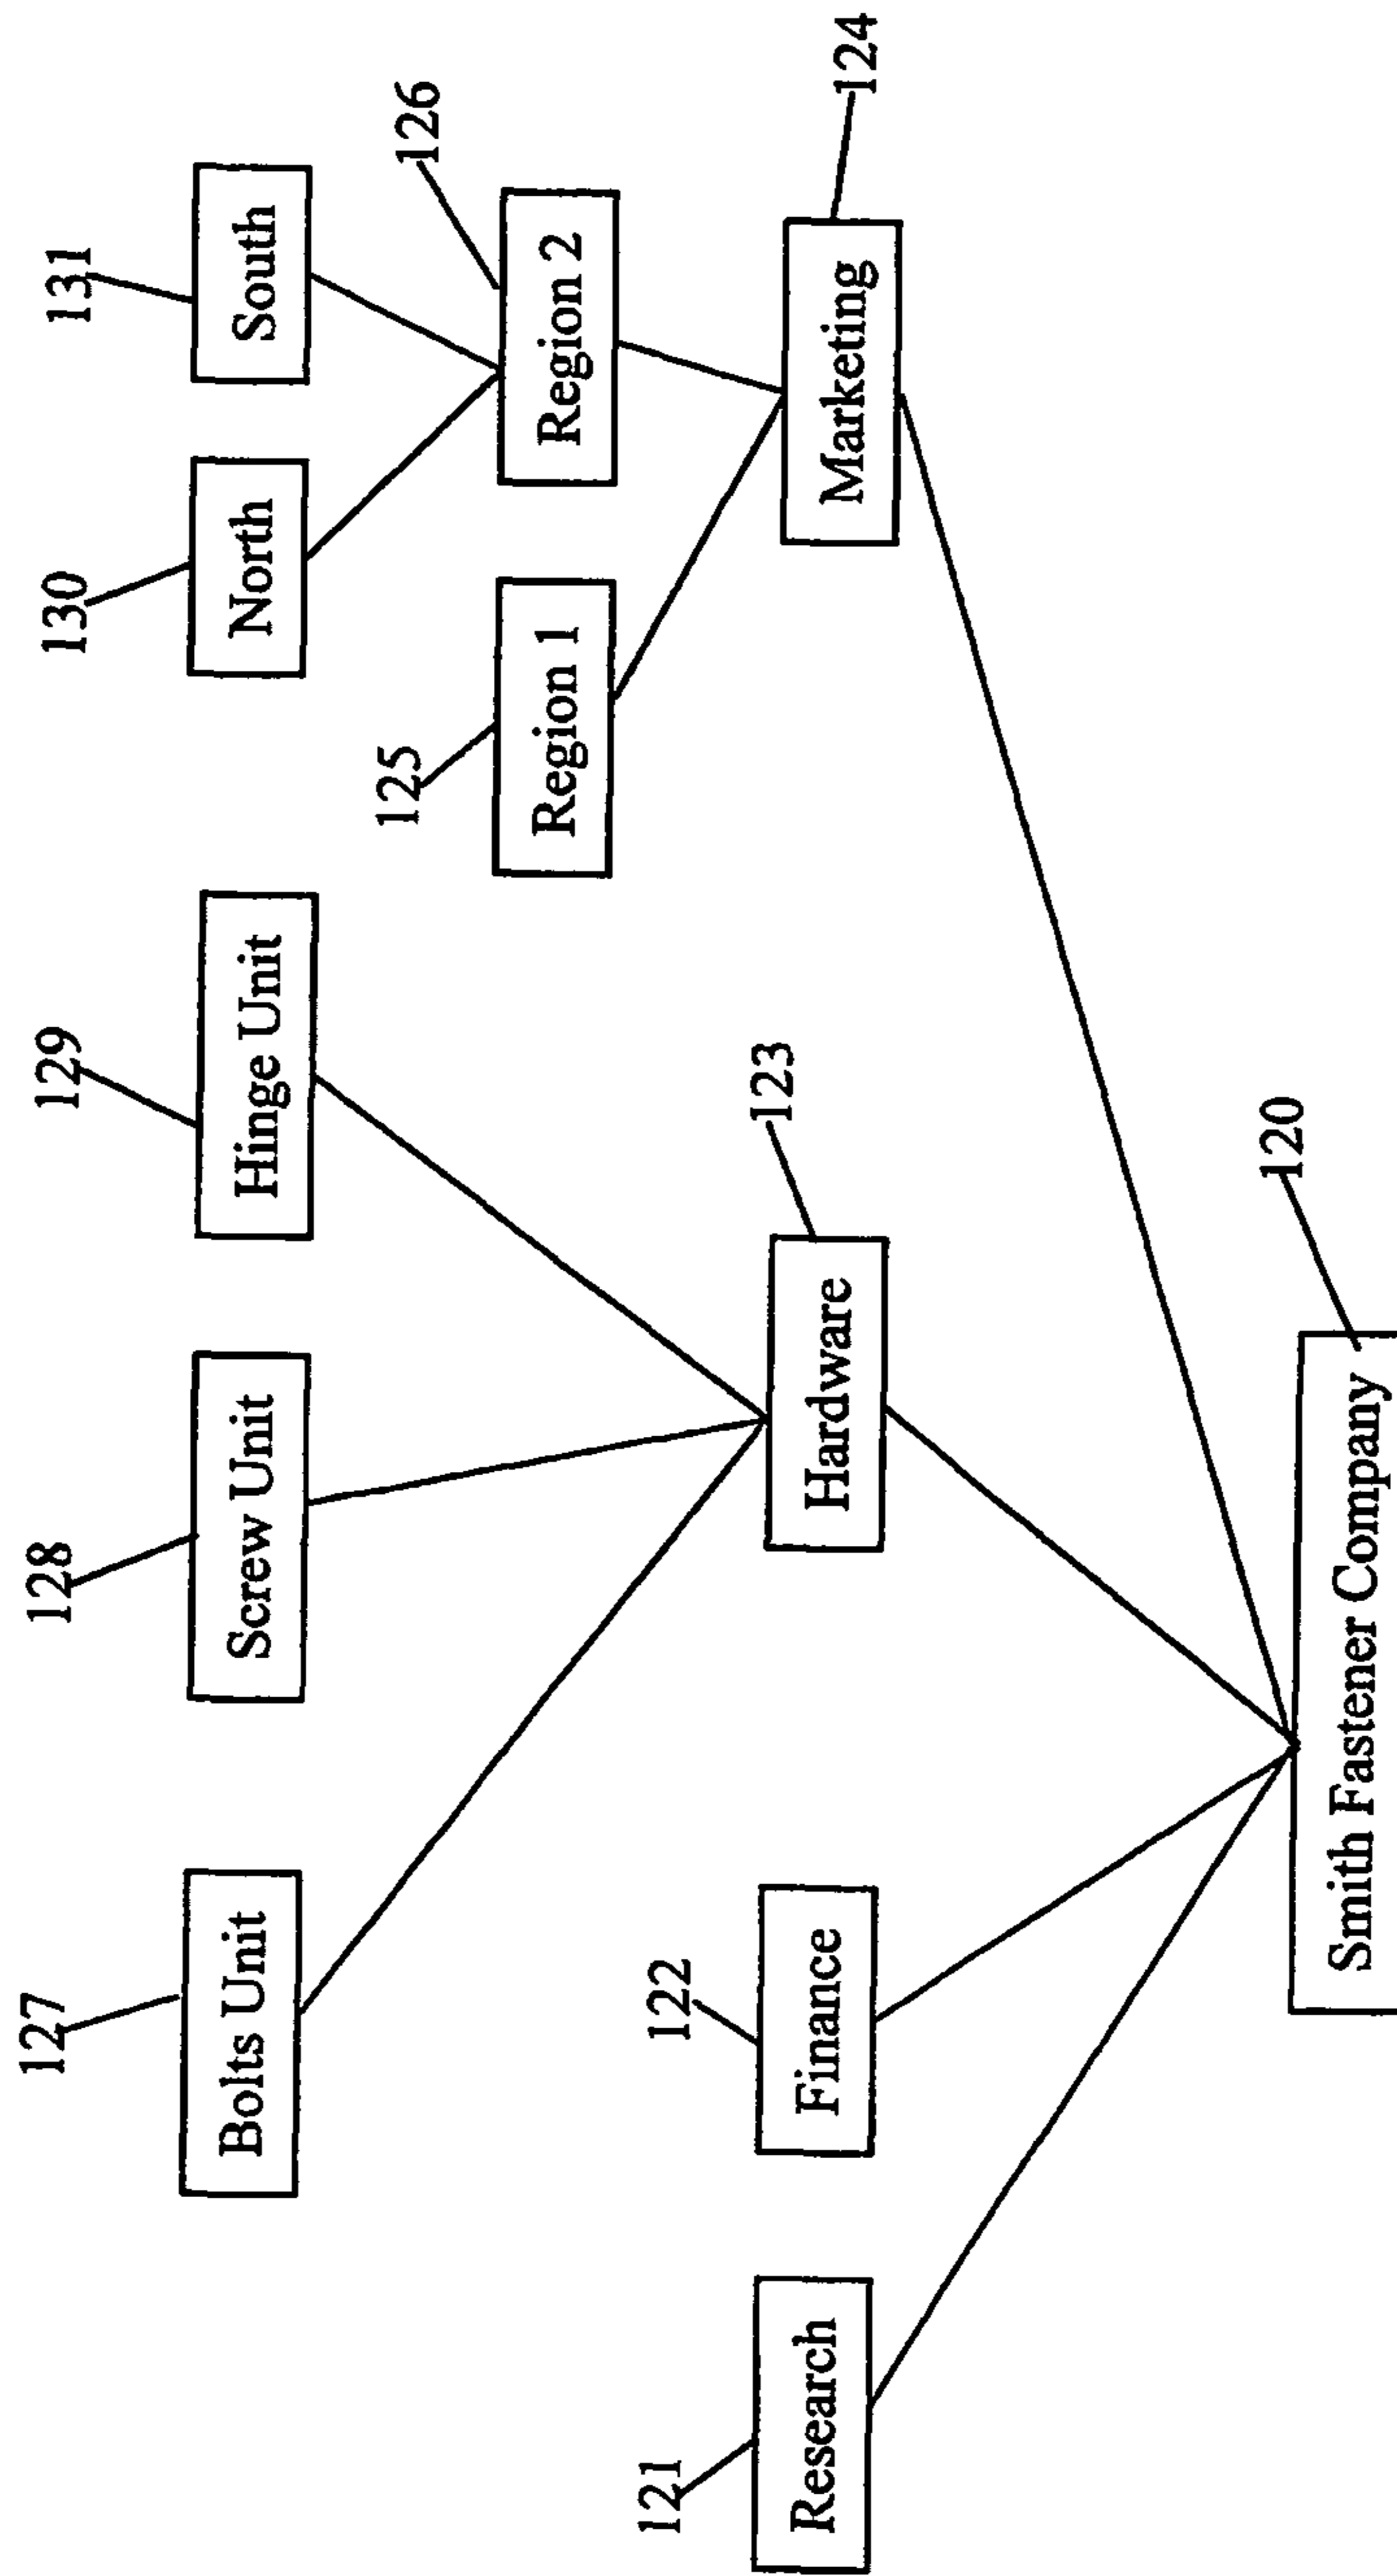 127
128
129
130
131
Bolts Unit
Screw Unit
Hinge Unit
North
South
125
126
Region 1
Region 2
121
122
123
124
Research
Finance
Hardware
Marketing
120
Smith Fastener Company